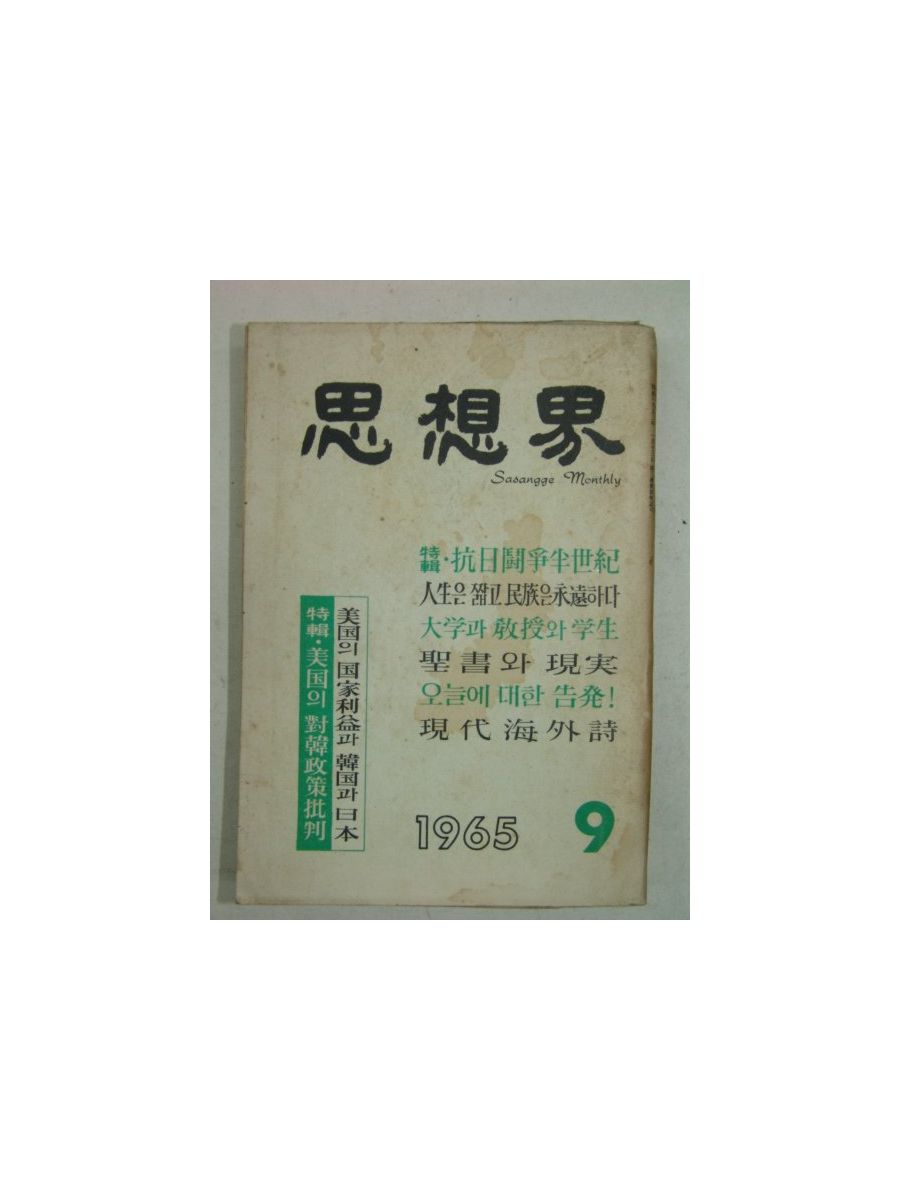 思想界
Sasangge Monthly
特輯·抗日鬪爭半世紀
人生은 짧고 民族은 永遠하다
大学과 敎授와 学生
聖書와 現実
오늘에 대한 告発!
現代海外詩
美国의 国家利益과 韓国과 日本
特輯·美国의 對韓政策批判
1965 9